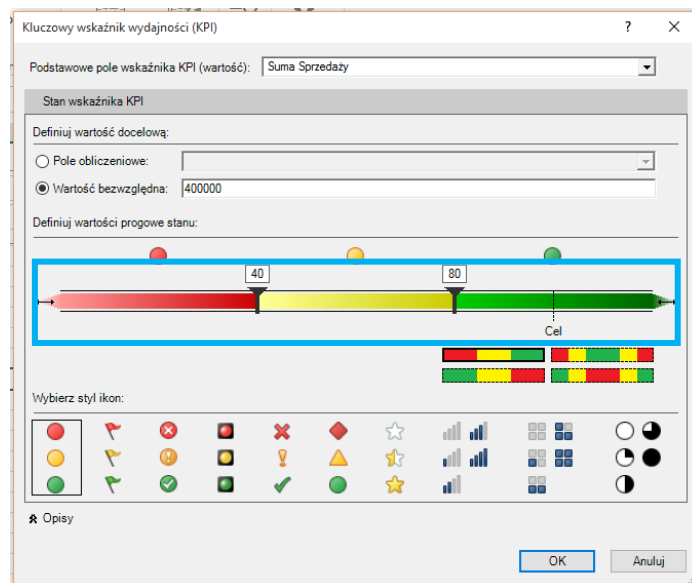 Kluczowy wskaźnik wydajności (KPI) ? ×
Podstawowe pole wskaźnika KPI (wartość): Suma Sprzedaży
Stan wskaźnika KPI
Definiuj wartość docelową:
Pole obliczeniowe:
Wartość bezwzględna: 400000
Definiuj wartości progowe stanu:
40 80
Cel
Wybierz styl ikon:
Opisy
OK Anuluj